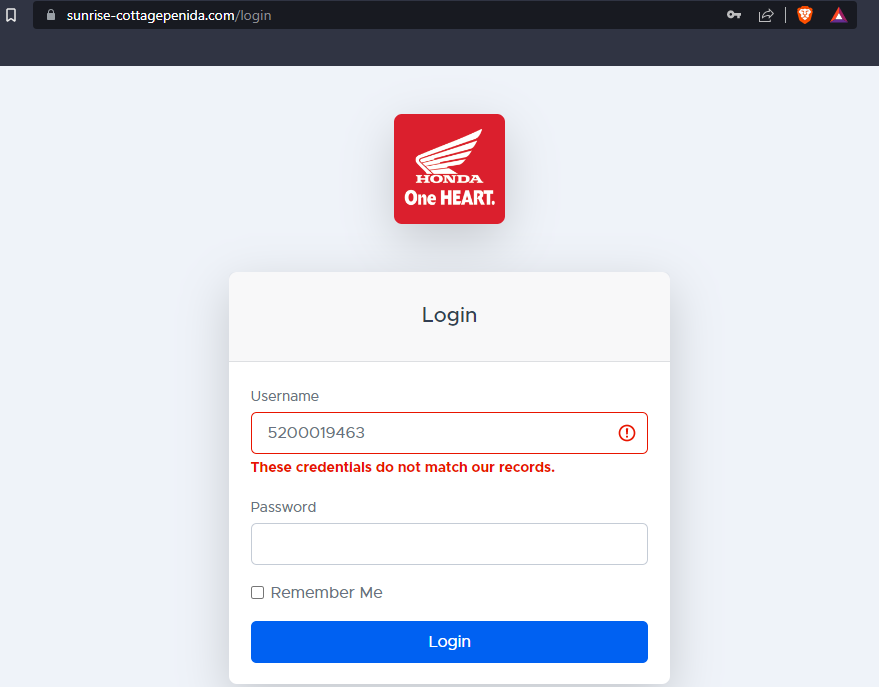 sunrise-cottagepenida.com/login
HONDA
One HEART.
Login
Username
5200019463
These credentials do not match our records.
Password
Remember Me
Login